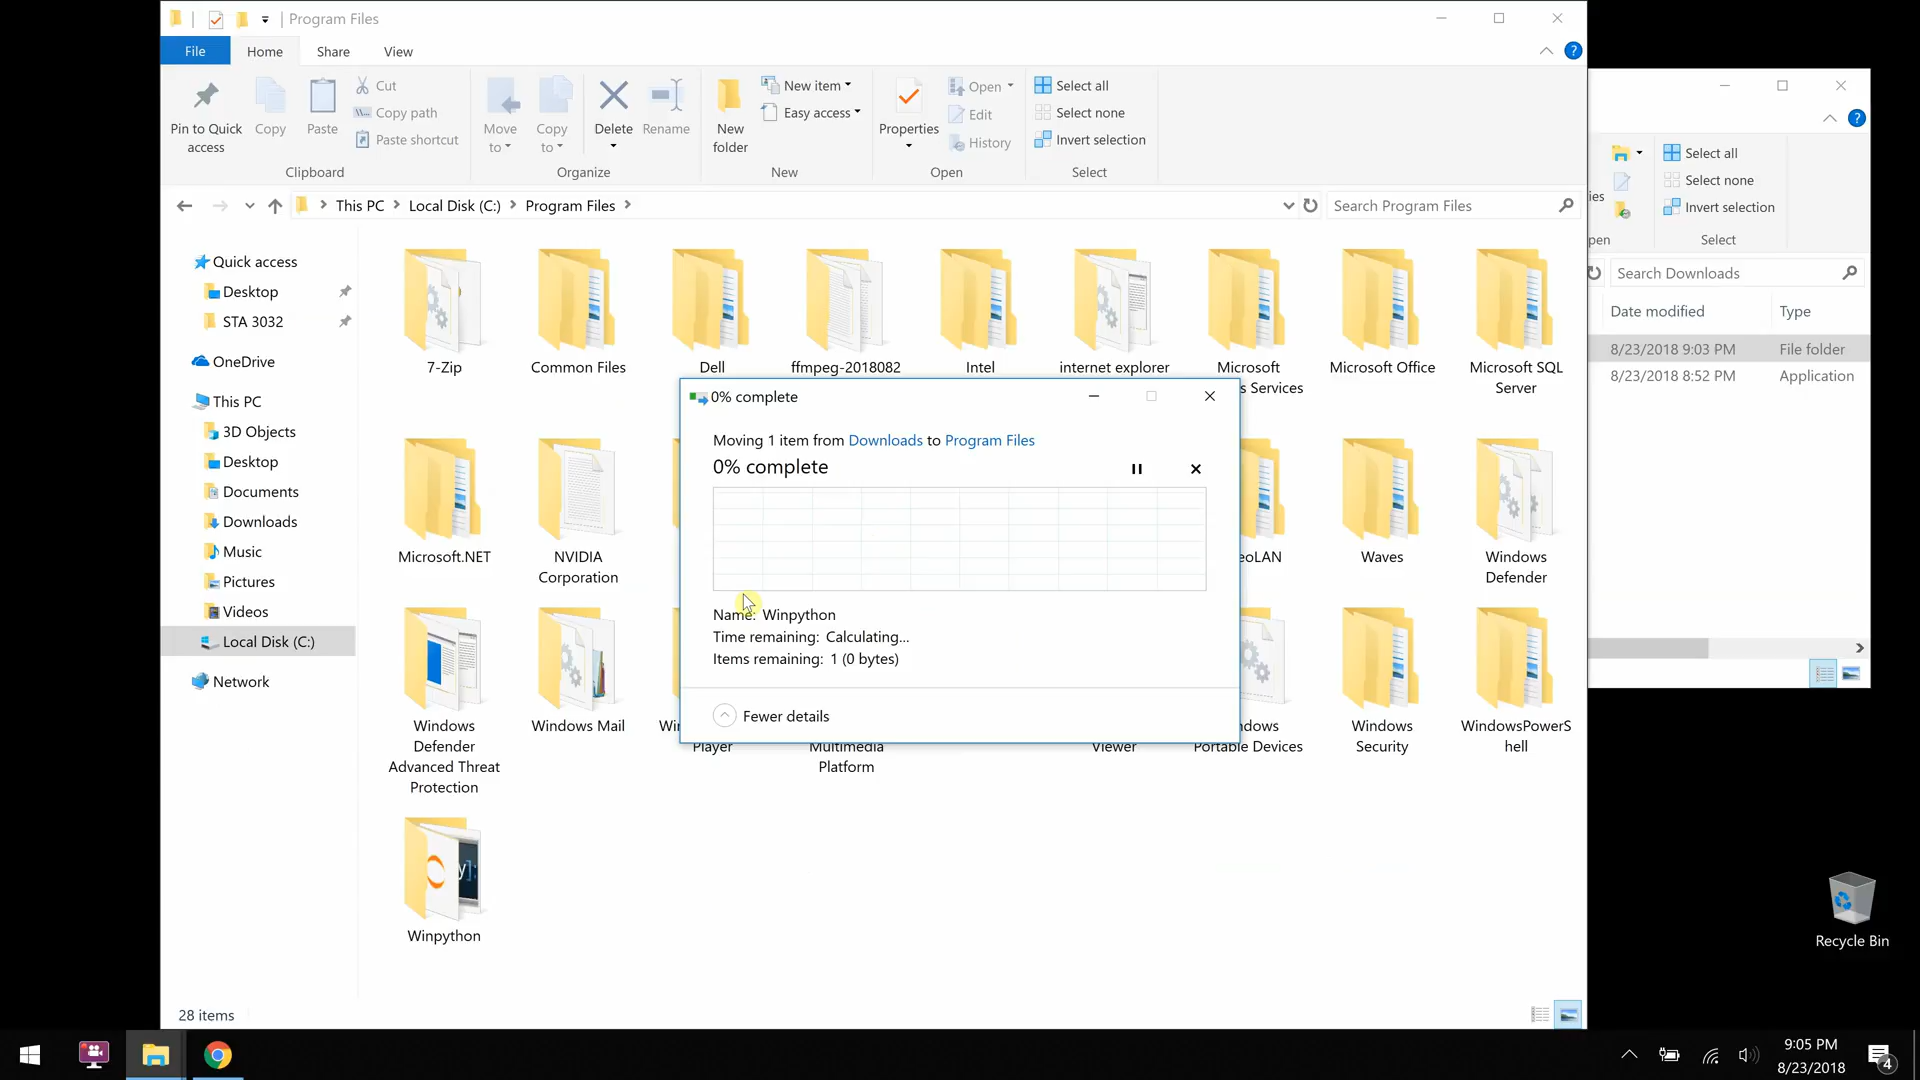 Program Files
File
Home
Share
View
Pin to Quick
access
Copy
Paste
Cut
Copy path
Paste shortcut
Clipboard
Move
to
Copy
to
Delete
Rename
Organize
New
folder
New item
Easy access
New
Properties
Open
Edit
History
Open
Select all
Select none
Invert selection
Select
This PC
Local Disk (C:)
Program Files
Search Program Files
Quick access
Desktop
STA 3032
OneDrive
This PC
3D Objects
Desktop
Documents
Downloads
Music
Pictures
Videos
Local Disk (C:)
Network
7-Zip
Common Files
Dell
ffmpeg-2018082
Intel
internet explorer
Microsoft
s Services
Microsoft Office
Microsoft SQL
Server
Microsoft.NET
NVIDIA
Corporation
eoLAN
Waves
Windows
Defender
Windows
Defender
Advanced Threat
Protection
Windows Mail
Wi
Player
Multimedia
Platform
Viewer
dows
Portable Devices
Windows
Security
WindowsPowerS
hell
Winpython
0% complete
Moving 1 item from Downloads to Program Files
0% complete
Name: Winpython
Time remaining: Calculating...
Items remaining: 1 (0 bytes)
Fewer details
28 items
ies
pen
Select all
Select none
Invert selection
Select
Search Downloads
Date modified
Type
8/23/2018 9:03 PM
File folder
8/23/2018 8:52 PM
Application
Recycle Bin
9:05 PM
8/23/2018
4